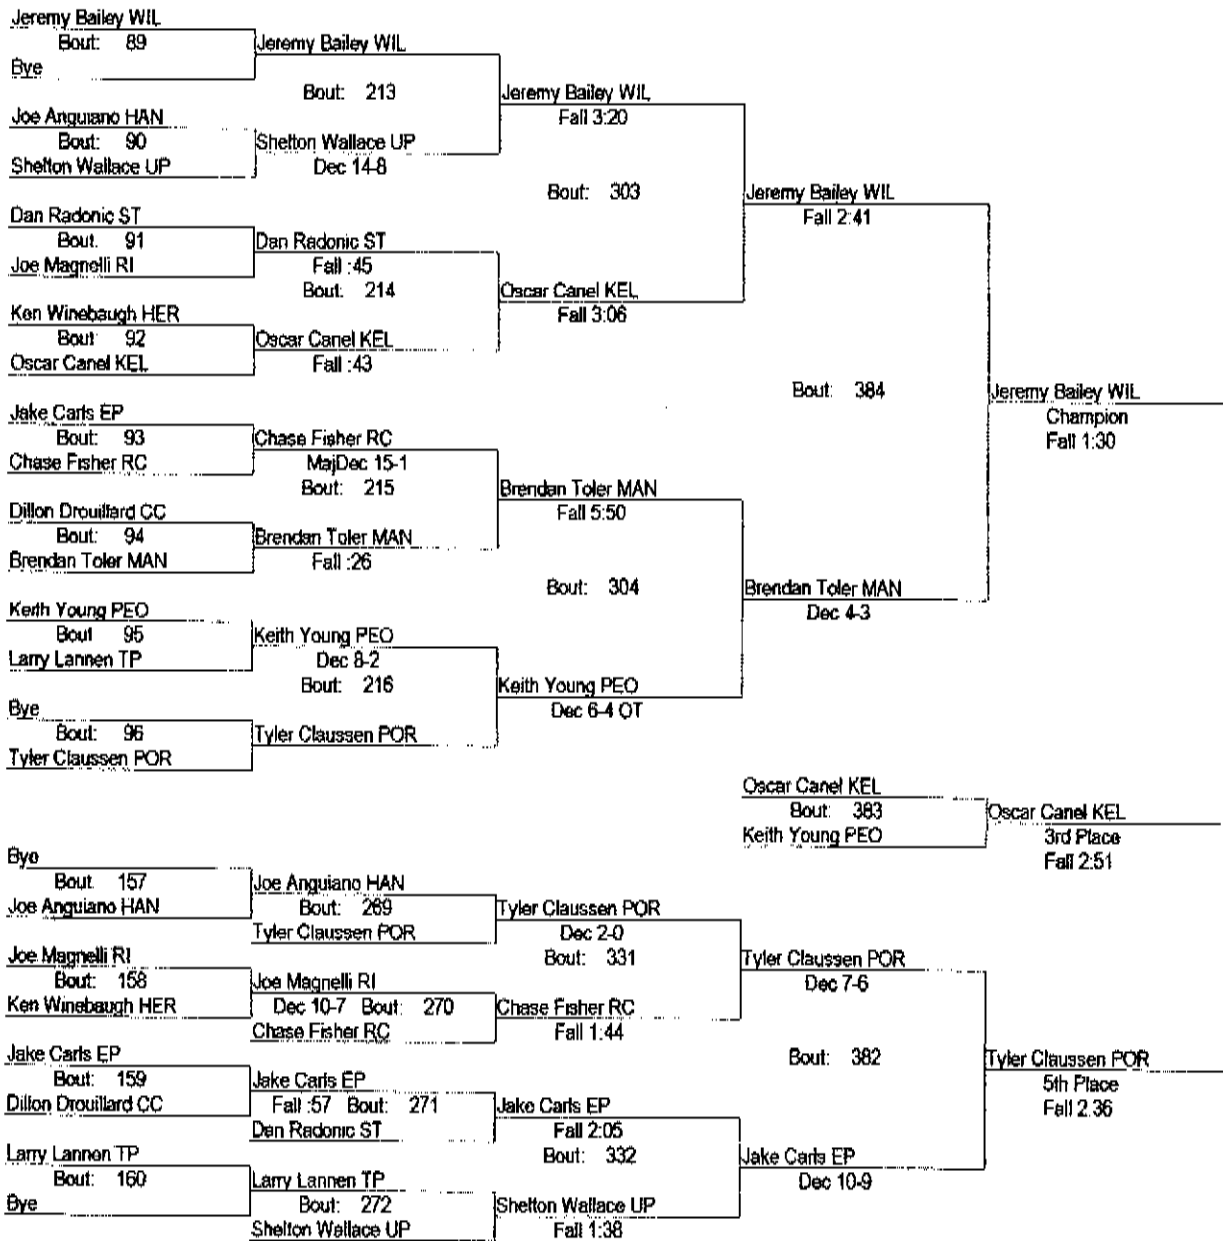 Jeremy Bailey WIL
Bout: 89
Bye
Jeremy Bailey WIL
Bout: 213
Joe Anguiano HAN
Bout: 90
Shelton Wallace UP
Shelton Wallace UP
Dec 14-8
Jeremy Bailey WIL
Fall 3:20
Bout: 303
Dan Radonic ST
Bout. 91
Joe Magnelli RI
Dan Radonic ST
Fall :45
Bout: 214
Ken Winebaugh HER
Bout 92
Oscar Canel KEL
Oscar Canel KEL
Fall :43
Oscar Canel KEL
Fall 3:06
Jeremy Bailey WIL
Fall 2:41
Bout: 384
Jake Carls EP
Bout: 93
Chase Fisher RC
Chase Fisher RC
MajDec 15-1
Bout: 215
Dillon Drouillard CC
Bout: 94
Brendan Toler MAN
Brendan Toler MAN
Fall :26
Brendan Toler MAN
Fall 5:50
Bout: 304
Keith Young PEO
Bout 95
Larry Lannen TP
Keith Young PEO
Dec 8-2
Bout: 216
Bye
Bout: 96
Tyler Claussen POR
Tyler Claussen POR
Keith Young PEO
Dec 6-4 OT
Brendan Toler MAN
Dec 4-3
Jeremy Bailey WIL
Champion
Fall 1:30
Oscar Canel KEL
Bout: 383
Keith Young PEO
Oscar Canel KEL
3rd Place
Fall 2:51
Bye
Bout 157
Joe Anguiano HAN
Joe Anguiano HAN
Bout: 269
Tyler Claussen POR
Tyler Claussen POR
Dec 2-0
Bout: 331
Joe Magnelli RI
Bout: 158
Ken Winebaugh HER
Joe Magnelli RI
Dec 10-7 Bout: 270
Chase Fisher RC
Chase Fisher RC
Fall 1:44
Tyler Claussen POR
Dec 7-6
Bout: 382
Jake Carls EP
Bout: 159
Dillon Drouillard CC
Jake Carls EP
Fall :57 Bout: 271
Dan Radonic ST
Jake Carls EP
Fall 2:05
Bout: 332
Larry Lannen TP
Bout: 160
Bye
Larry Lannen TP
Bout: 272
Shelton Wallace UP
Shelton Wallace UP
Fall 1:38
Jake Carls EP
Dec 10-9
Tyler Claussen POR
5th Place
Fall 2.36